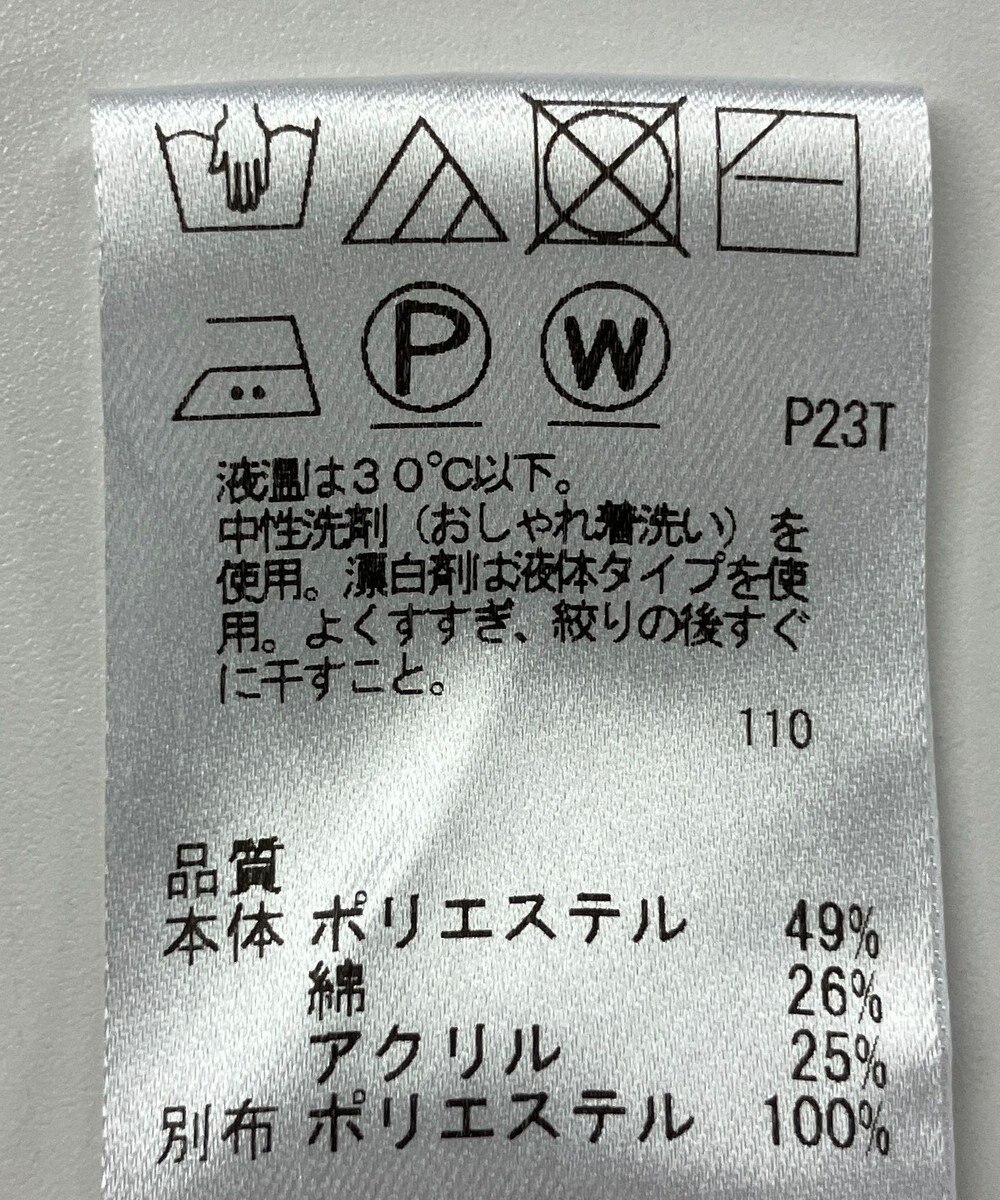 P W
P23T
液温は30℃以下。
中性洗剤（おしゃれ着洗い）を
使用。漂白剤は液体タイプを使
用。よくすすぎ、絞りの後すぐ
に干すこと。
110
品質
本体 ポリエステル 49%
綿 26%
アクリル 25%
別布 ポリエステル 100%